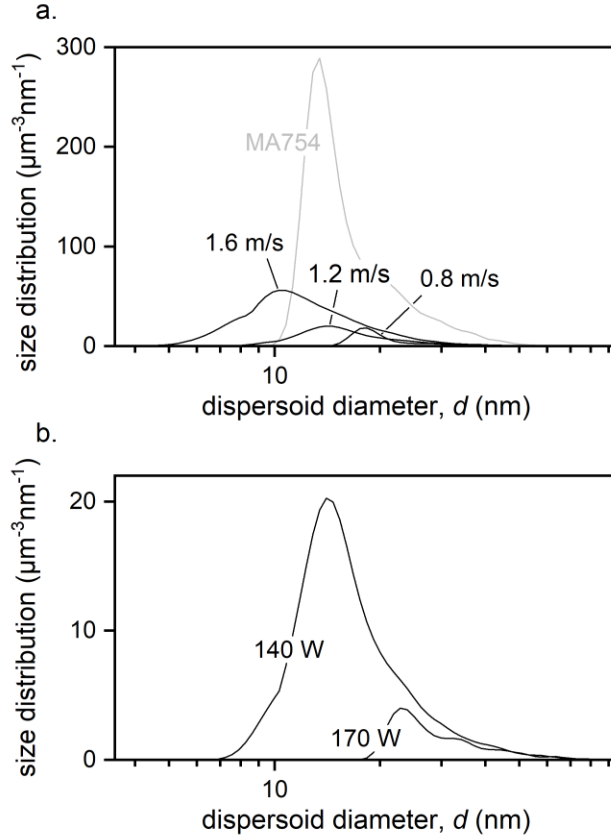 a.
300
200
100
0
size distribution (µm⁻³nm⁻¹)
MA754
1.6 m/s
1.2 m/s
0.8 m/s
10
dispersoid diameter, d (nm)
b.
20
10
0
size distribution (µm⁻³nm⁻¹)
140 W
170 W
10
dispersoid diameter, d (nm)